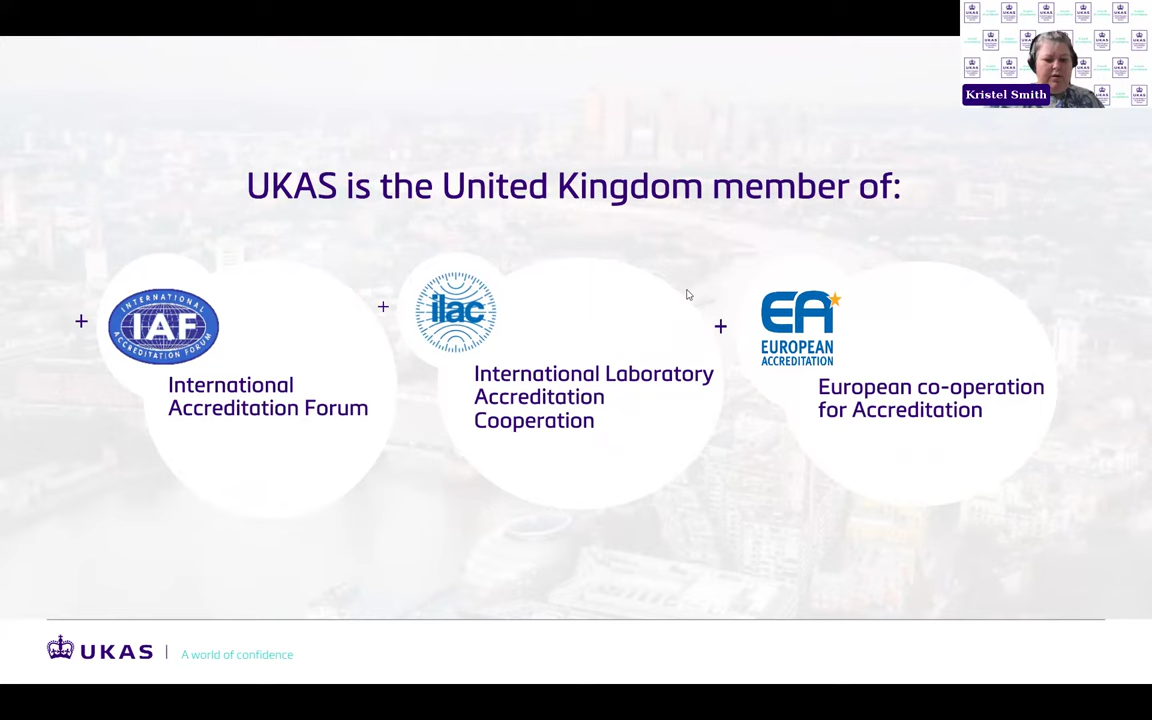 UKAS
Kristel Smith
UKAS is the United Kingdom member of:
+
INTERNATIONAL
IAF
ACCREDITATION FORUM
International
Accreditation Forum
+
ilac
International Laboratory
Accreditation
Cooperation
+
EA
EUROPEAN
ACCREDITATION
European co-operation
for Accreditation
UKAS | A world of confidence